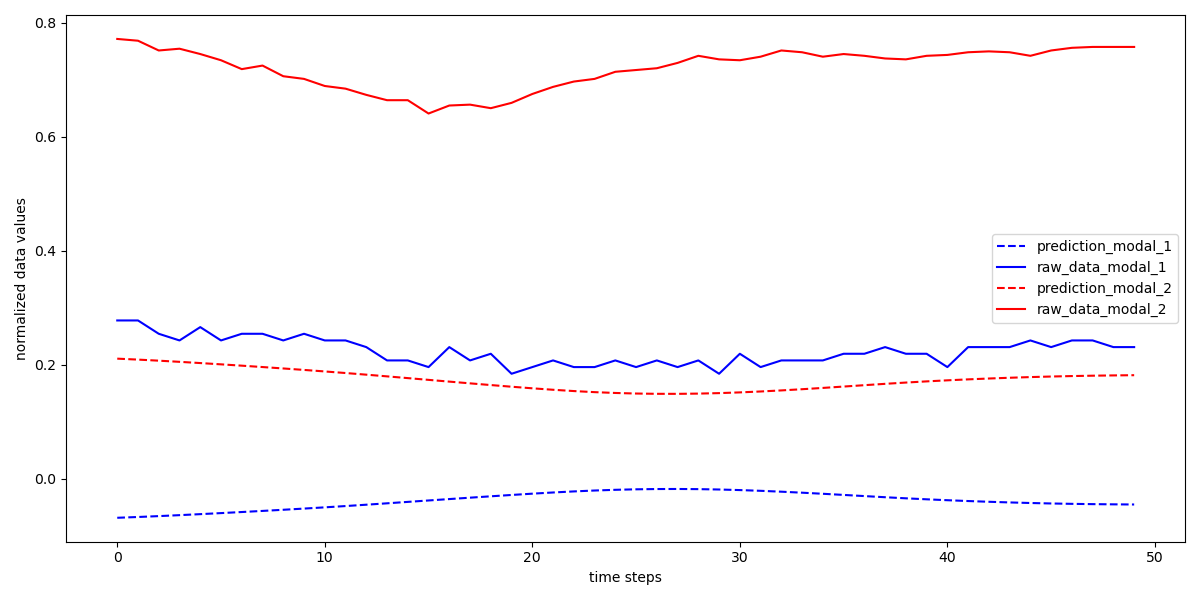 0.8
0.6
0.4
0.2
0.0
normalized data values
0 10 20 30 40 50
time steps
prediction_modal_1
raw_data_modal_1
prediction_modal_2
raw_data_modal_2